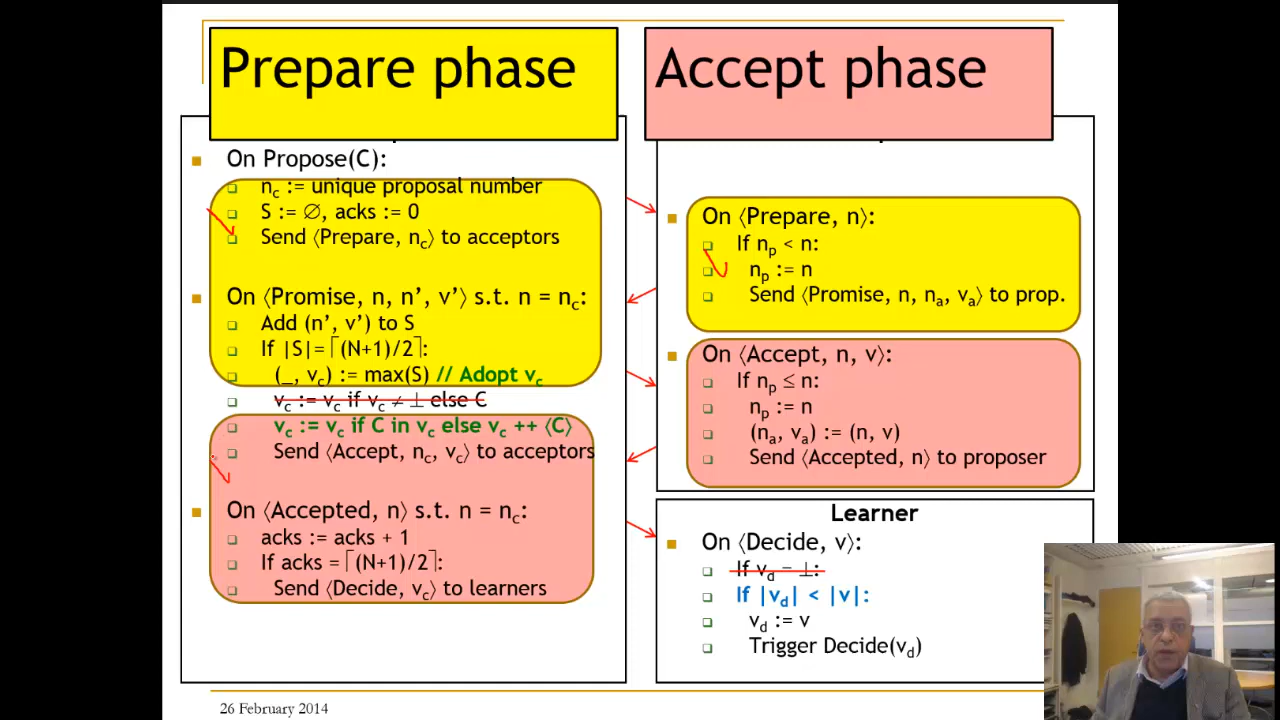 Prepare phase
On Propose(C):
n_c := unique proposal number
S := ∅, acks := 0
Send ⟨Prepare, n_c⟩ to acceptors
On ⟨Promise, n, n’, v’⟩ s.t. n = n_c:
Add (n’, v’) to S
If |S|=⌈(N+1)/2⌉:
(_, v_c) := max(S) // Adopt v_c
v_c := v_c if v_c ≠ ⊥ else C
v_c := v_c if C in v_c else v_c ++ ⟨C⟩
Send ⟨Accept, n_c, v_c⟩ to acceptors
On ⟨Accepted, n⟩ s.t. n = n_c:
acks := acks + 1
If acks =⌈(N+1)/2⌉:
Send ⟨Decide, v_c⟩ to learners
Accept phase
On ⟨Prepare, n⟩:
If n_p < n:
n_p := n
Send ⟨Promise, n, n_a, v_a⟩ to prop.
On ⟨Accept, n, v⟩:
If n_p ≤ n:
n_p := n
(n_a, v_a) := (n, v)
Send ⟨Accepted, n⟩ to proposer
Learner
On ⟨Decide, v⟩:
If v_d = ⊥:
If |v_d| < |v|:
v_d := v
Trigger Decide(v_d)
26 February 2014